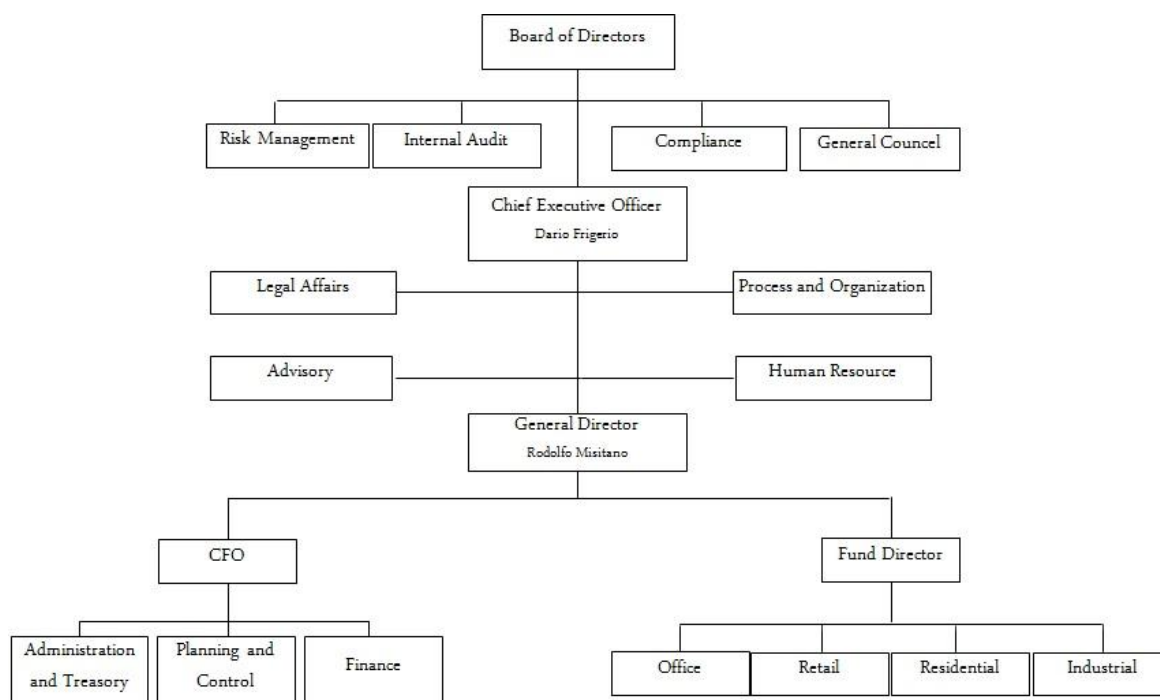 Board of Directors
Risk Management
Internal Audit
Compliance
General Councel
Chief Executive Officer
Dario Frigerio
Legal Affairs
Process and Organization
Advisory
Human Resource
General Director
Rodolfo Misitano
CFO
Fund Director
Administration
and Treasury
Planning and
Control
Finance
Office
Retail
Residential
Industrial